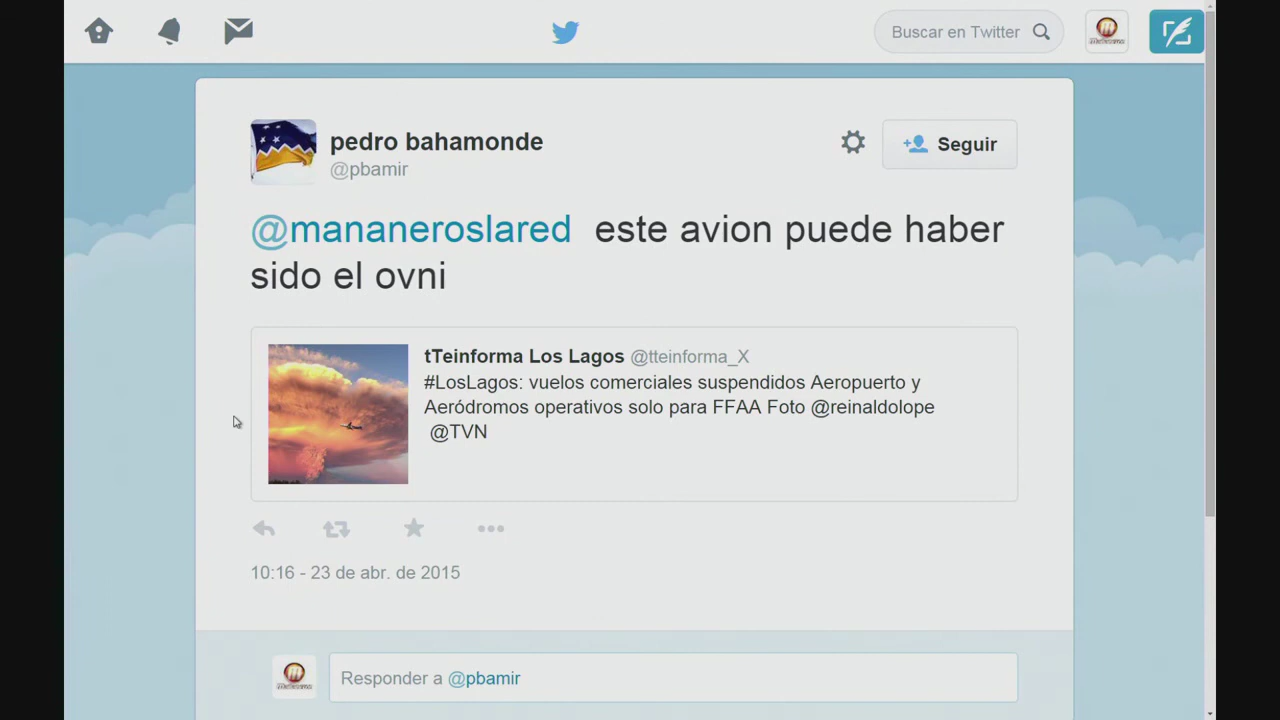 Buscar en Twitter
pedro bahamonde
@pbamir
Seguir
@mananeroslared este avion puede haber
sido el ovni
tTeinforma Los Lagos @tteinforma_X
#LosLagos: vuelos comerciales suspendidos Aeropuerto y
Aeródromos operativos solo para FFAA Foto @reinaldolope
@TVN
10:16 - 23 de abr. de 2015
Responder a @pbamir